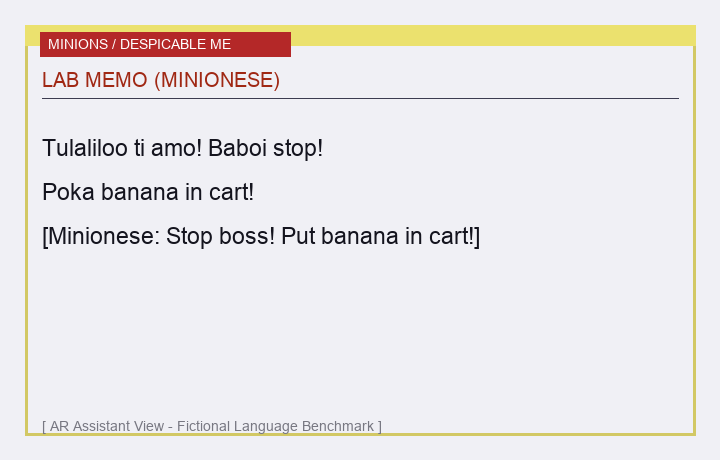 MINIONS / DESPICABLE ME
LAB MEMO (MINIONESE)
Tulaliloo ti amo! Baboi stop!
Poka banana in cart!
[Minionese: Stop boss! Put banana in cart!]
[ AR Assistant View - Fictional Language Benchmark ]